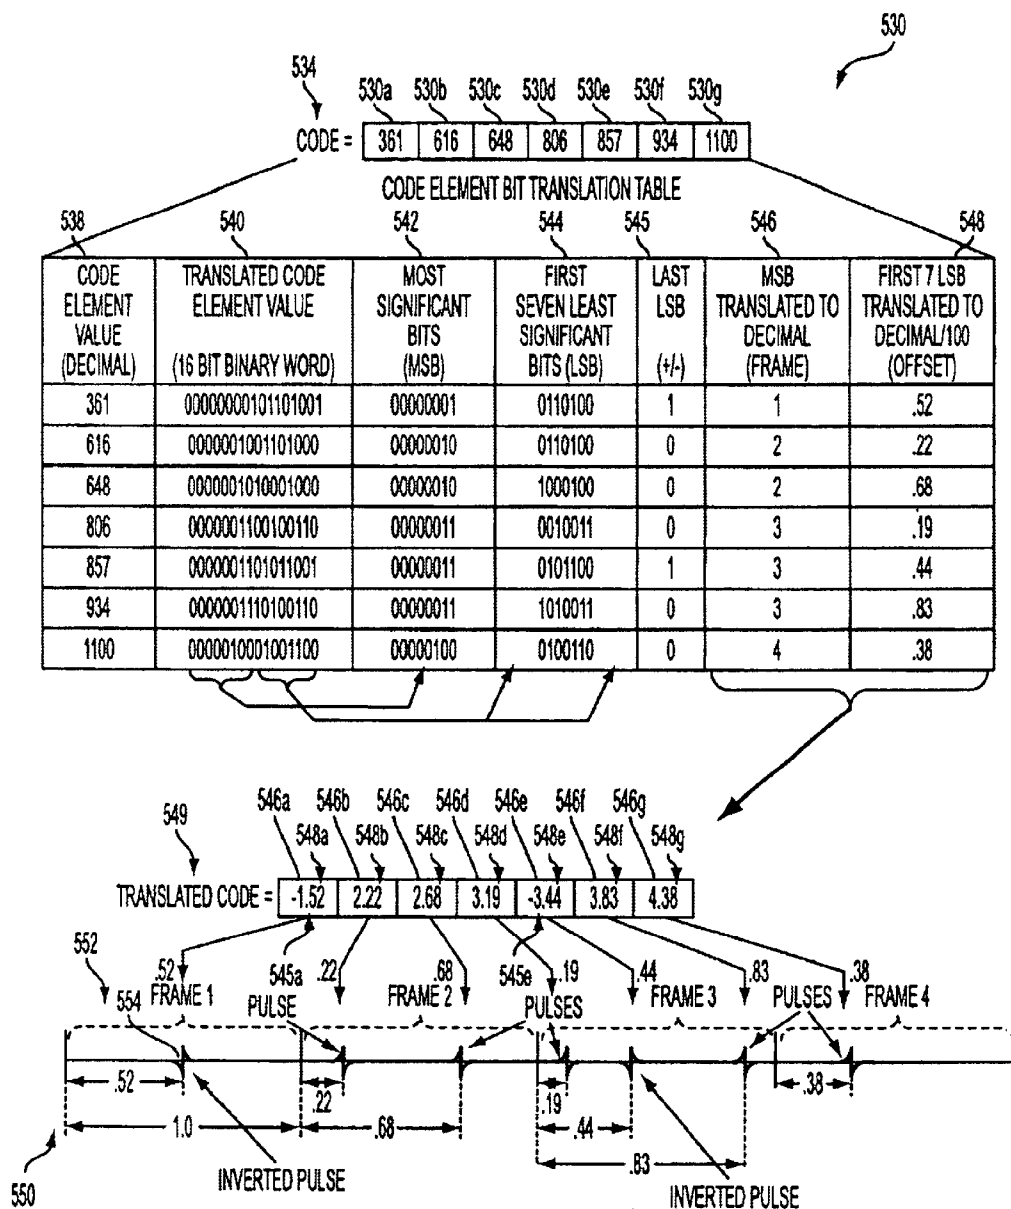 530
534
530a 530b 530c 530d 530e 530f 530g
CODE = 361 616 648 806 857 934 1100
CODE ELEMENT BIT TRANSLATION TABLE
538 540 542 544 545 546 548
CODE ELEMENT VALUE (DECIMAL)
TRANSLATED CODE ELEMENT VALUE (16 BIT BINARY WORD)
MOST SIGNIFICANT BITS (MSB)
FIRST SEVEN LEAST SIGNIFICANT BITS (LSB)
LAST LSB (+/-)
MSB TRANSLATED TO DECIMAL (FRAME)
FIRST 7 LSB TRANSLATED TO DECIMAL/100 (OFFSET)
361 0000000101101001 00000001 0110100 1 1 .52
616 0000001001101000 00000010 0110100 0 2 .22
648 0000001010001000 00000010 1000100 0 2 .68
806 0000001100100110 00000011 0010011 0 3 .19
857 0000001101011001 00000011 0101100 1 3 .44
934 0000001110100110 00000011 1010011 0 3 .83
1100 0000010001001100 00000100 0100110 0 4 .38
546a 546b 546c 546d 546e 546f 546g
549
548a 548b 548c 548d 548e 548f 548g
TRANSLATED CODE = -1.52 2.22 2.68 3.19 -3.44 3.83 4.38
552
545a 545e
.52 .22 .68 .19 .44 .83 .38
554
FRAME 1 PULSE FRAME 2 PULSES FRAME 3 PULSES FRAME 4
.52 .22 .19 .38
1.0 .68 .44
.83
550
INVERTED PULSE
INVERTED PULSE